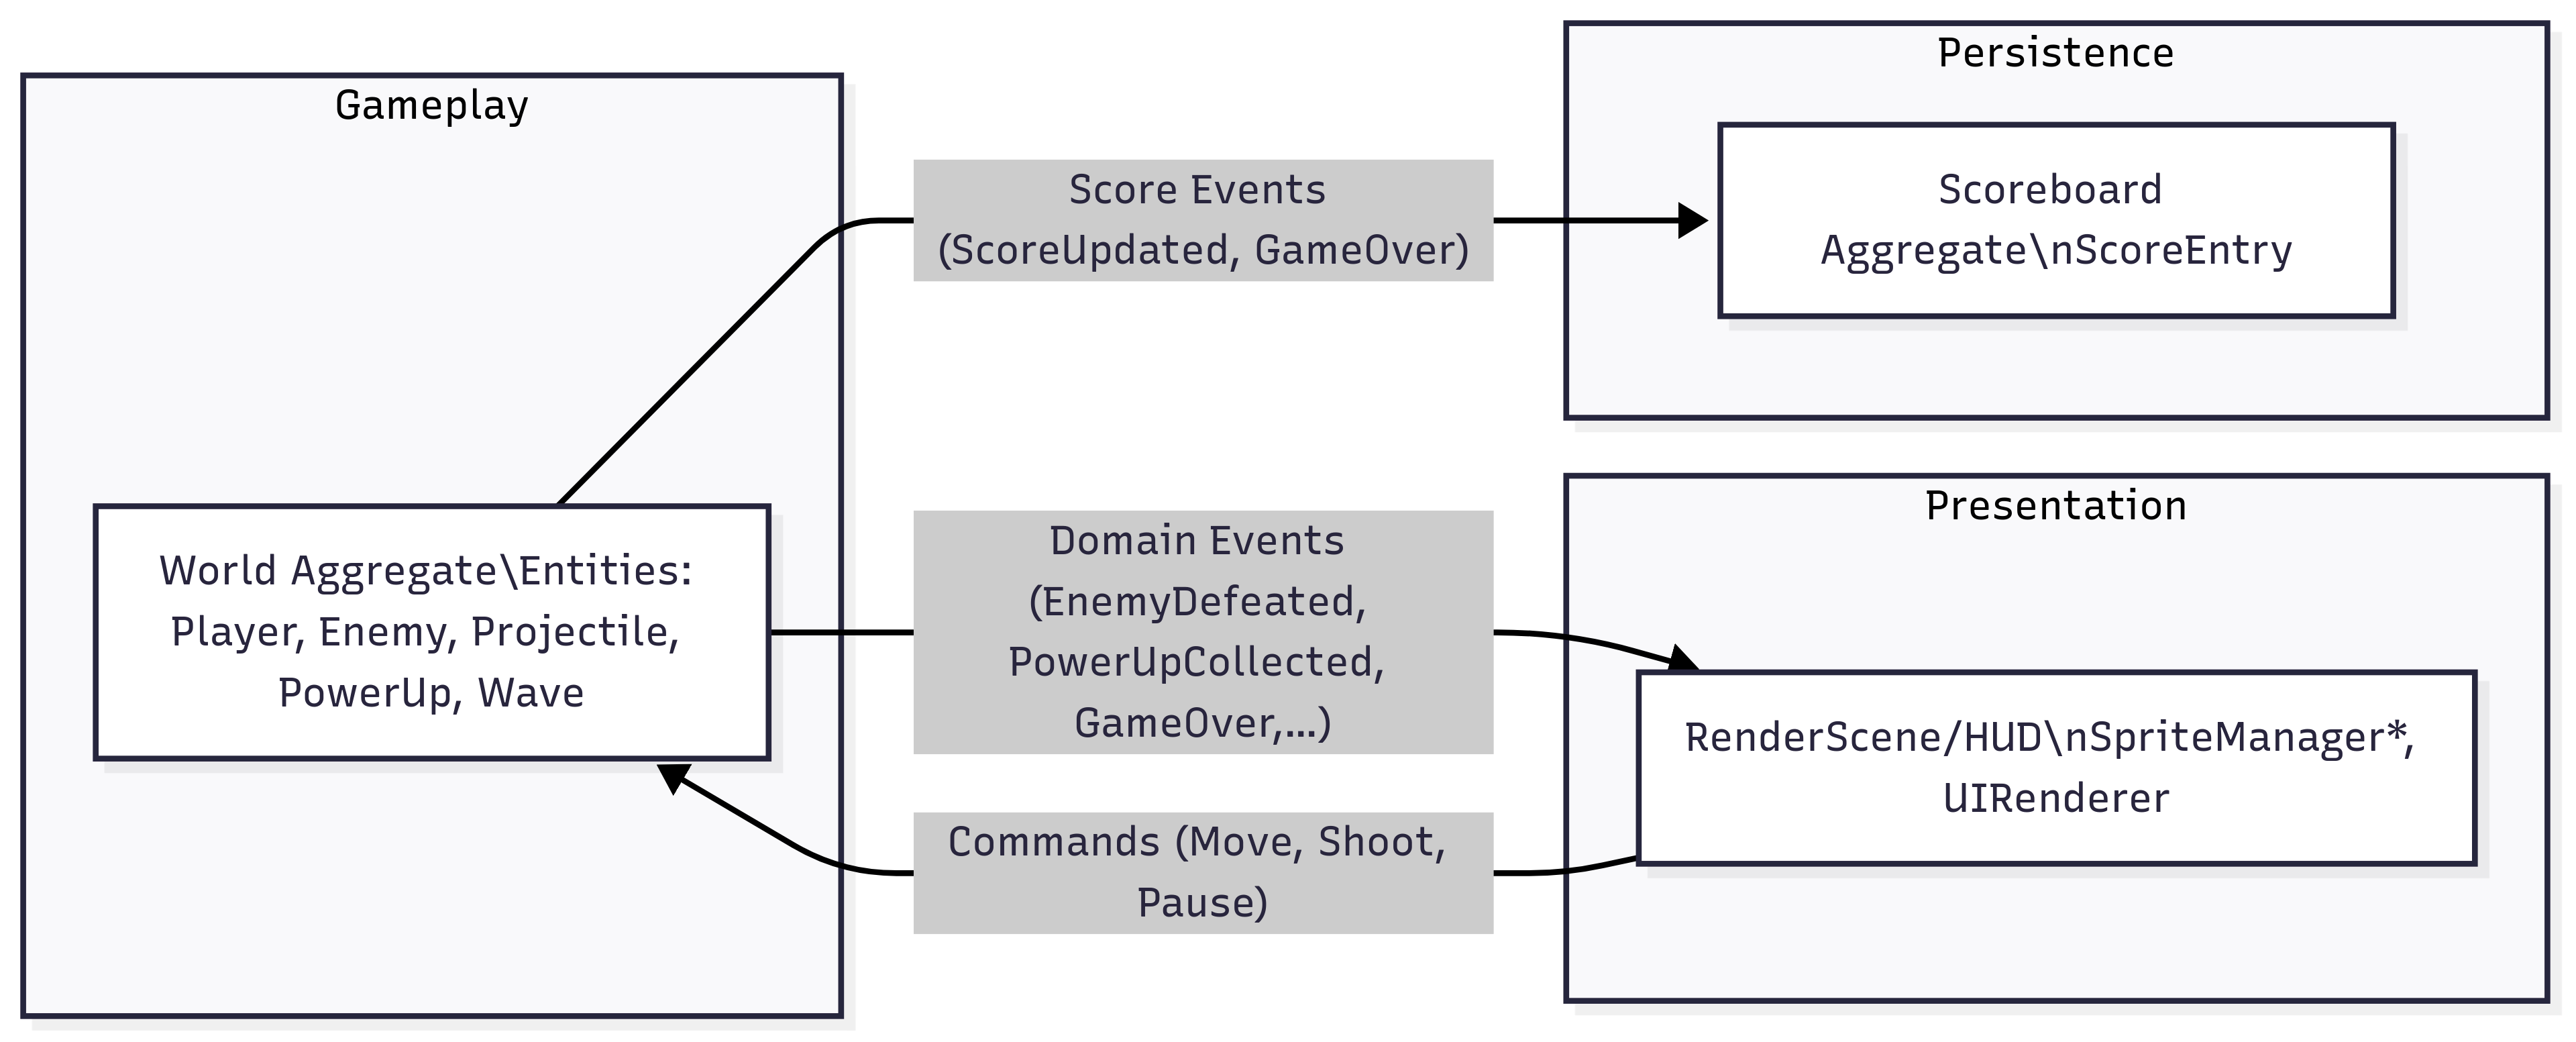 Gameplay
World Aggregate\Entities:
Player, Enemy, Projectile,
PowerUp, Wave
Score Events
(ScoreUpdated, GameOver)
Domain Events
(EnemyDefeated,
PowerUpCollected,
GameOver,...)
Commands (Move, Shoot,
Pause)
Persistence
Scoreboard
Aggregate\nScoreEntry
Presentation
RenderScene/HUD\nSpriteManager*,
UIRenderer